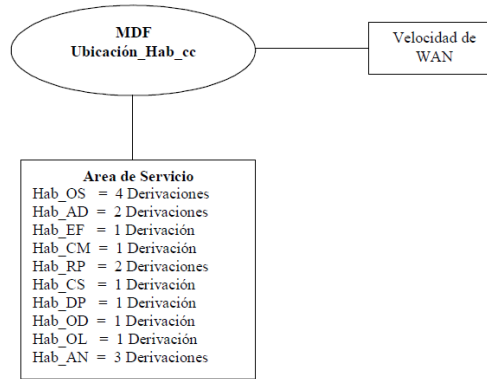 MDF
Ubicación_Hab_cc
Velocidad de
WAN
Area de Servicio
Hab_OS = 4 Derivaciones
Hab_AD = 2 Derivaciones
Hab_EF = 1 Derivación
Hab_CM = 1 Derivación
Hab_RP = 2 Derivaciones
Hab_CS = 1 Derivación
Hab_DP = 1 Derivación
Hab_OD = 1 Derivación
Hab_OL = 1 Derivación
Hab_AN = 3 Derivaciones